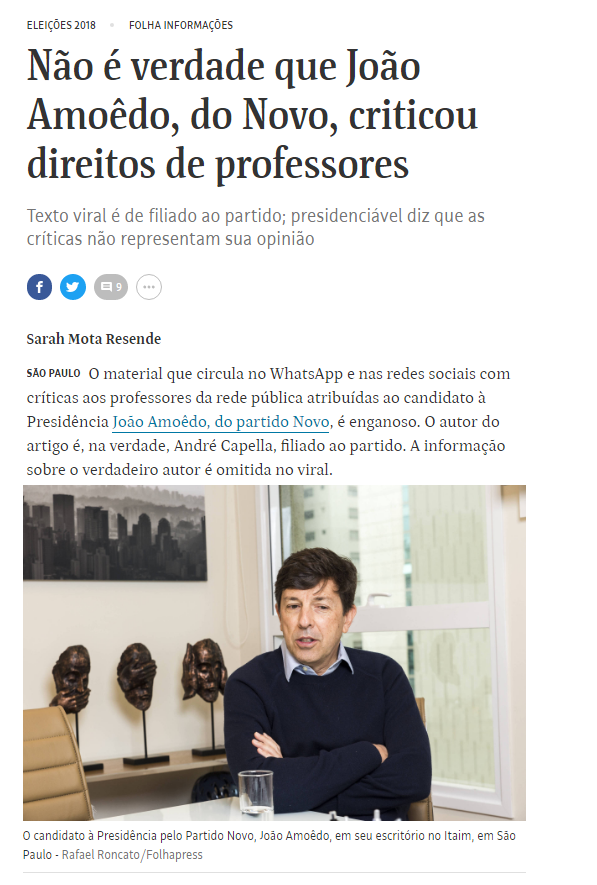 ELEIÇÕES 2018 • FOLHA INFORMAÇÕES
Não é verdade que João
Amoêdo, do Novo, criticou
direitos de professores
Texto viral é de filiado ao partido; presidenciável diz que as
críticas não representam sua opinião
9
Sarah Mota Resende
SÃO PAULO O material que circula no WhatsApp e nas redes sociais com
críticas aos professores da rede pública atribuídas ao candidato à
Presidência João Amoêdo, do partido Novo, é enganoso. O autor do
artigo é, na verdade, André Capella, filiado ao partido. A informação
sobre o verdadeiro autor é omitida no viral.
O candidato à Presidência pelo Partido Novo, João Amoêdo, em seu escritório no Itaim, em São
Paulo - Rafael Roncato/Folhapress